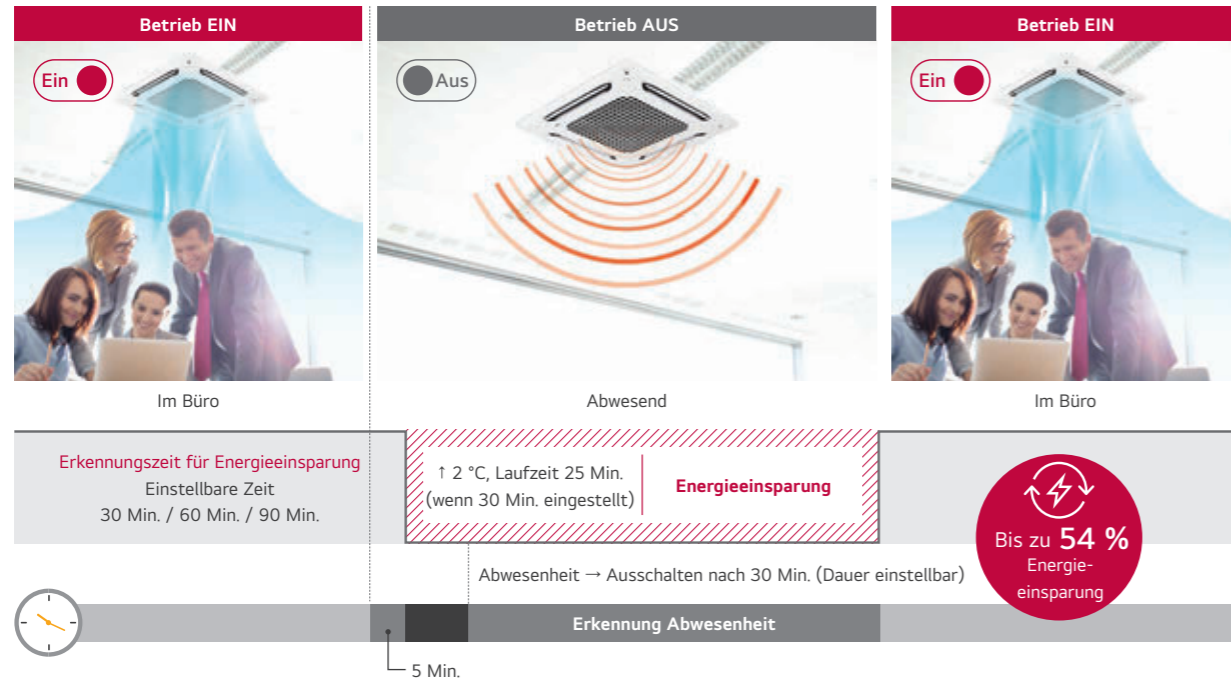 Betrieb EIN
Betrieb AUS
Betrieb EIN
Ein
Aus
Ein
Im Büro
Abwesend
Im Büro
Erkennungszeit für Energieeinsparung
Einstellbare Zeit
30 Min. / 60 Min. / 90 Min.
↑ 2 °C, Laufzeit 25 Min.
(wenn 30 Min. eingestellt)
Energieeinsparung
Bis zu 54 %
Energie-
einsparung
Abwesenheit → Ausschalten nach 30 Min. (Dauer einstellbar)
Erkennung Abwesenheit
5 Min.